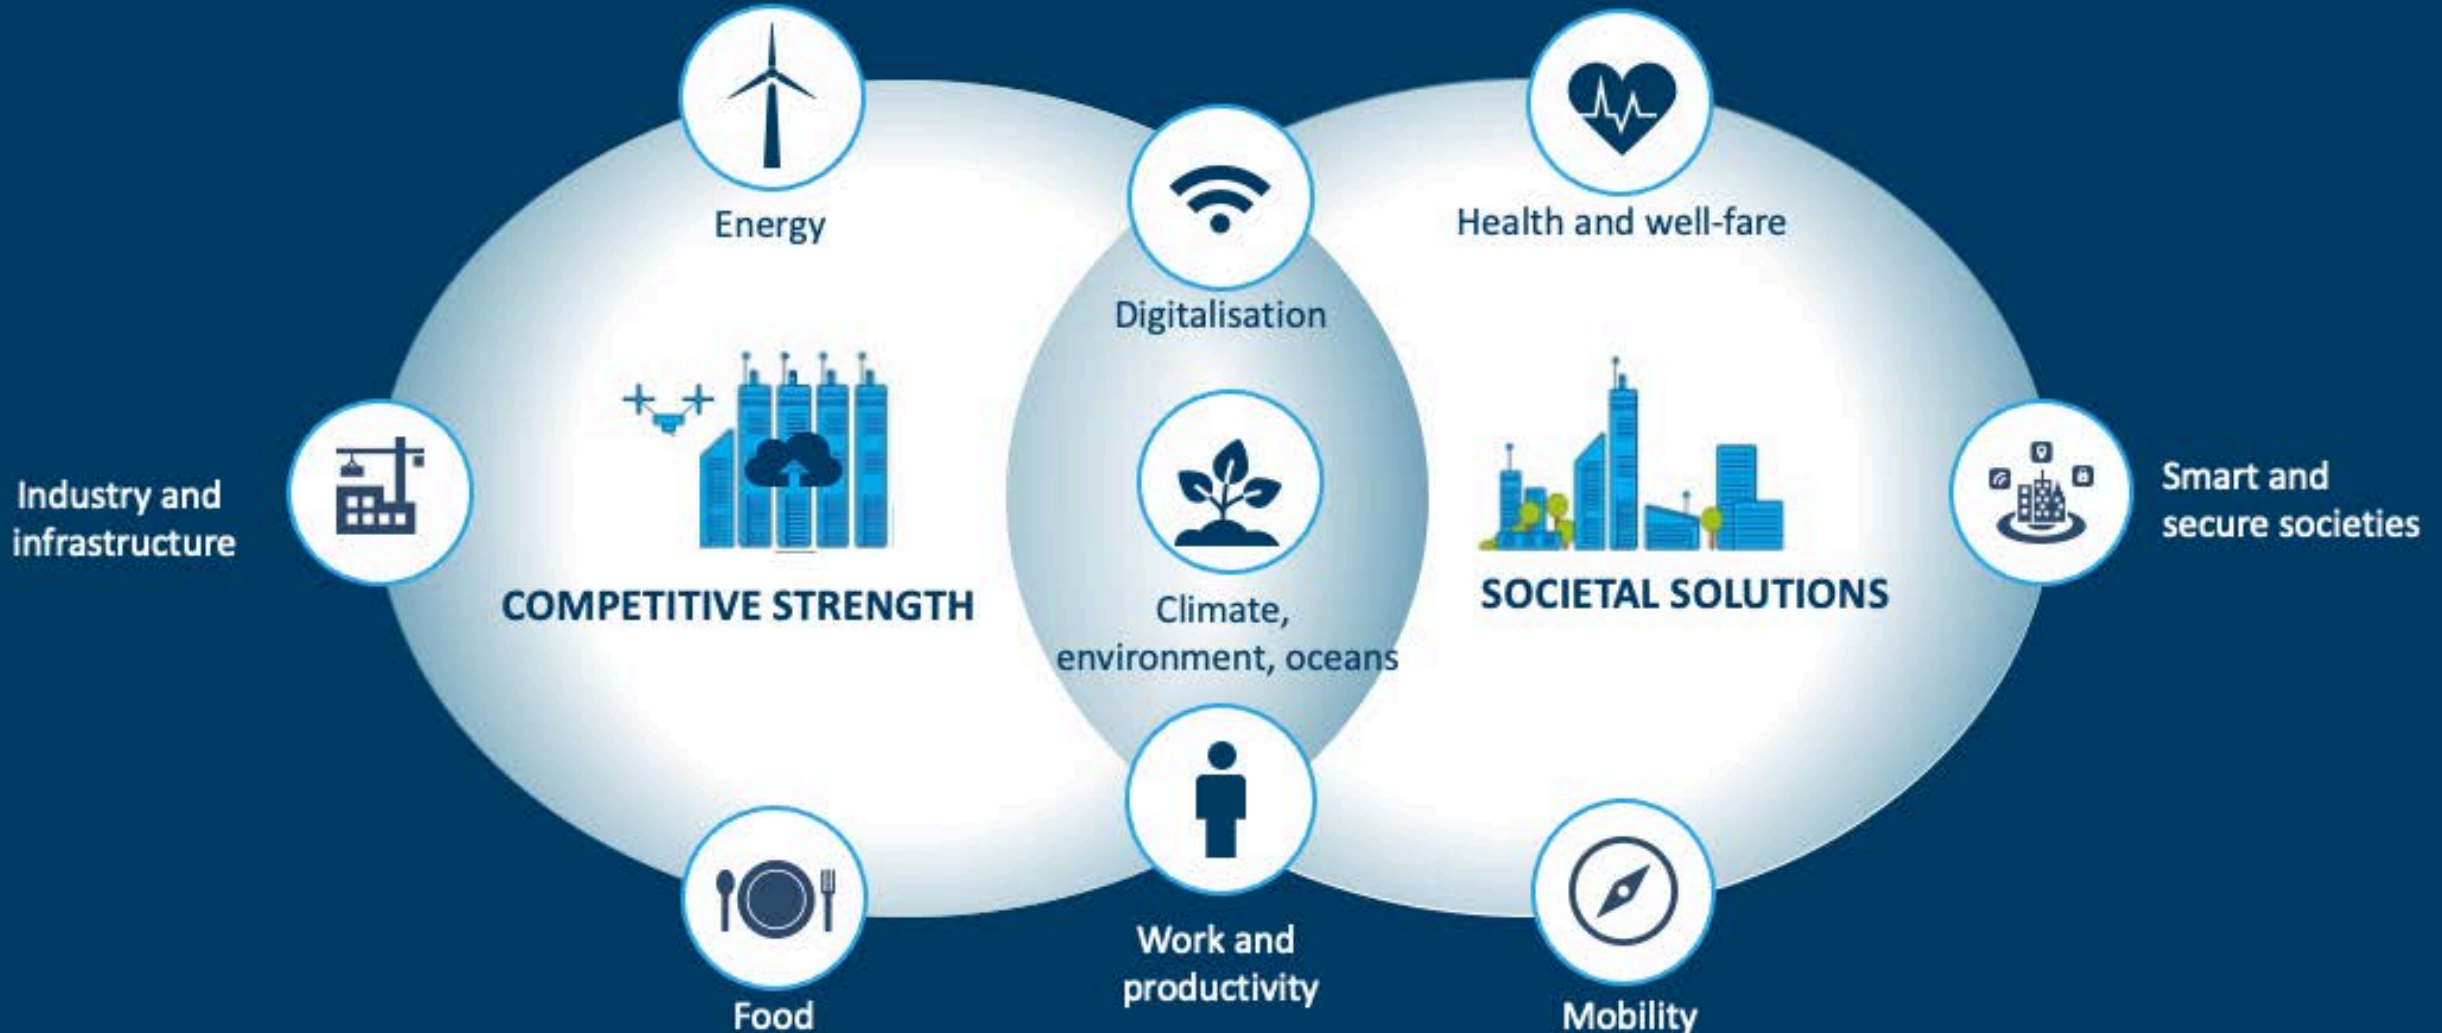 Energy
Health and well-fare
Digitalisation
Industry and
infrastructure
COMPETITIVE STRENGTH
Climate,
environment, oceans
SOCIETAL SOLUTIONS
Smart and
secure societies
Food
Work and
productivity
Mobility